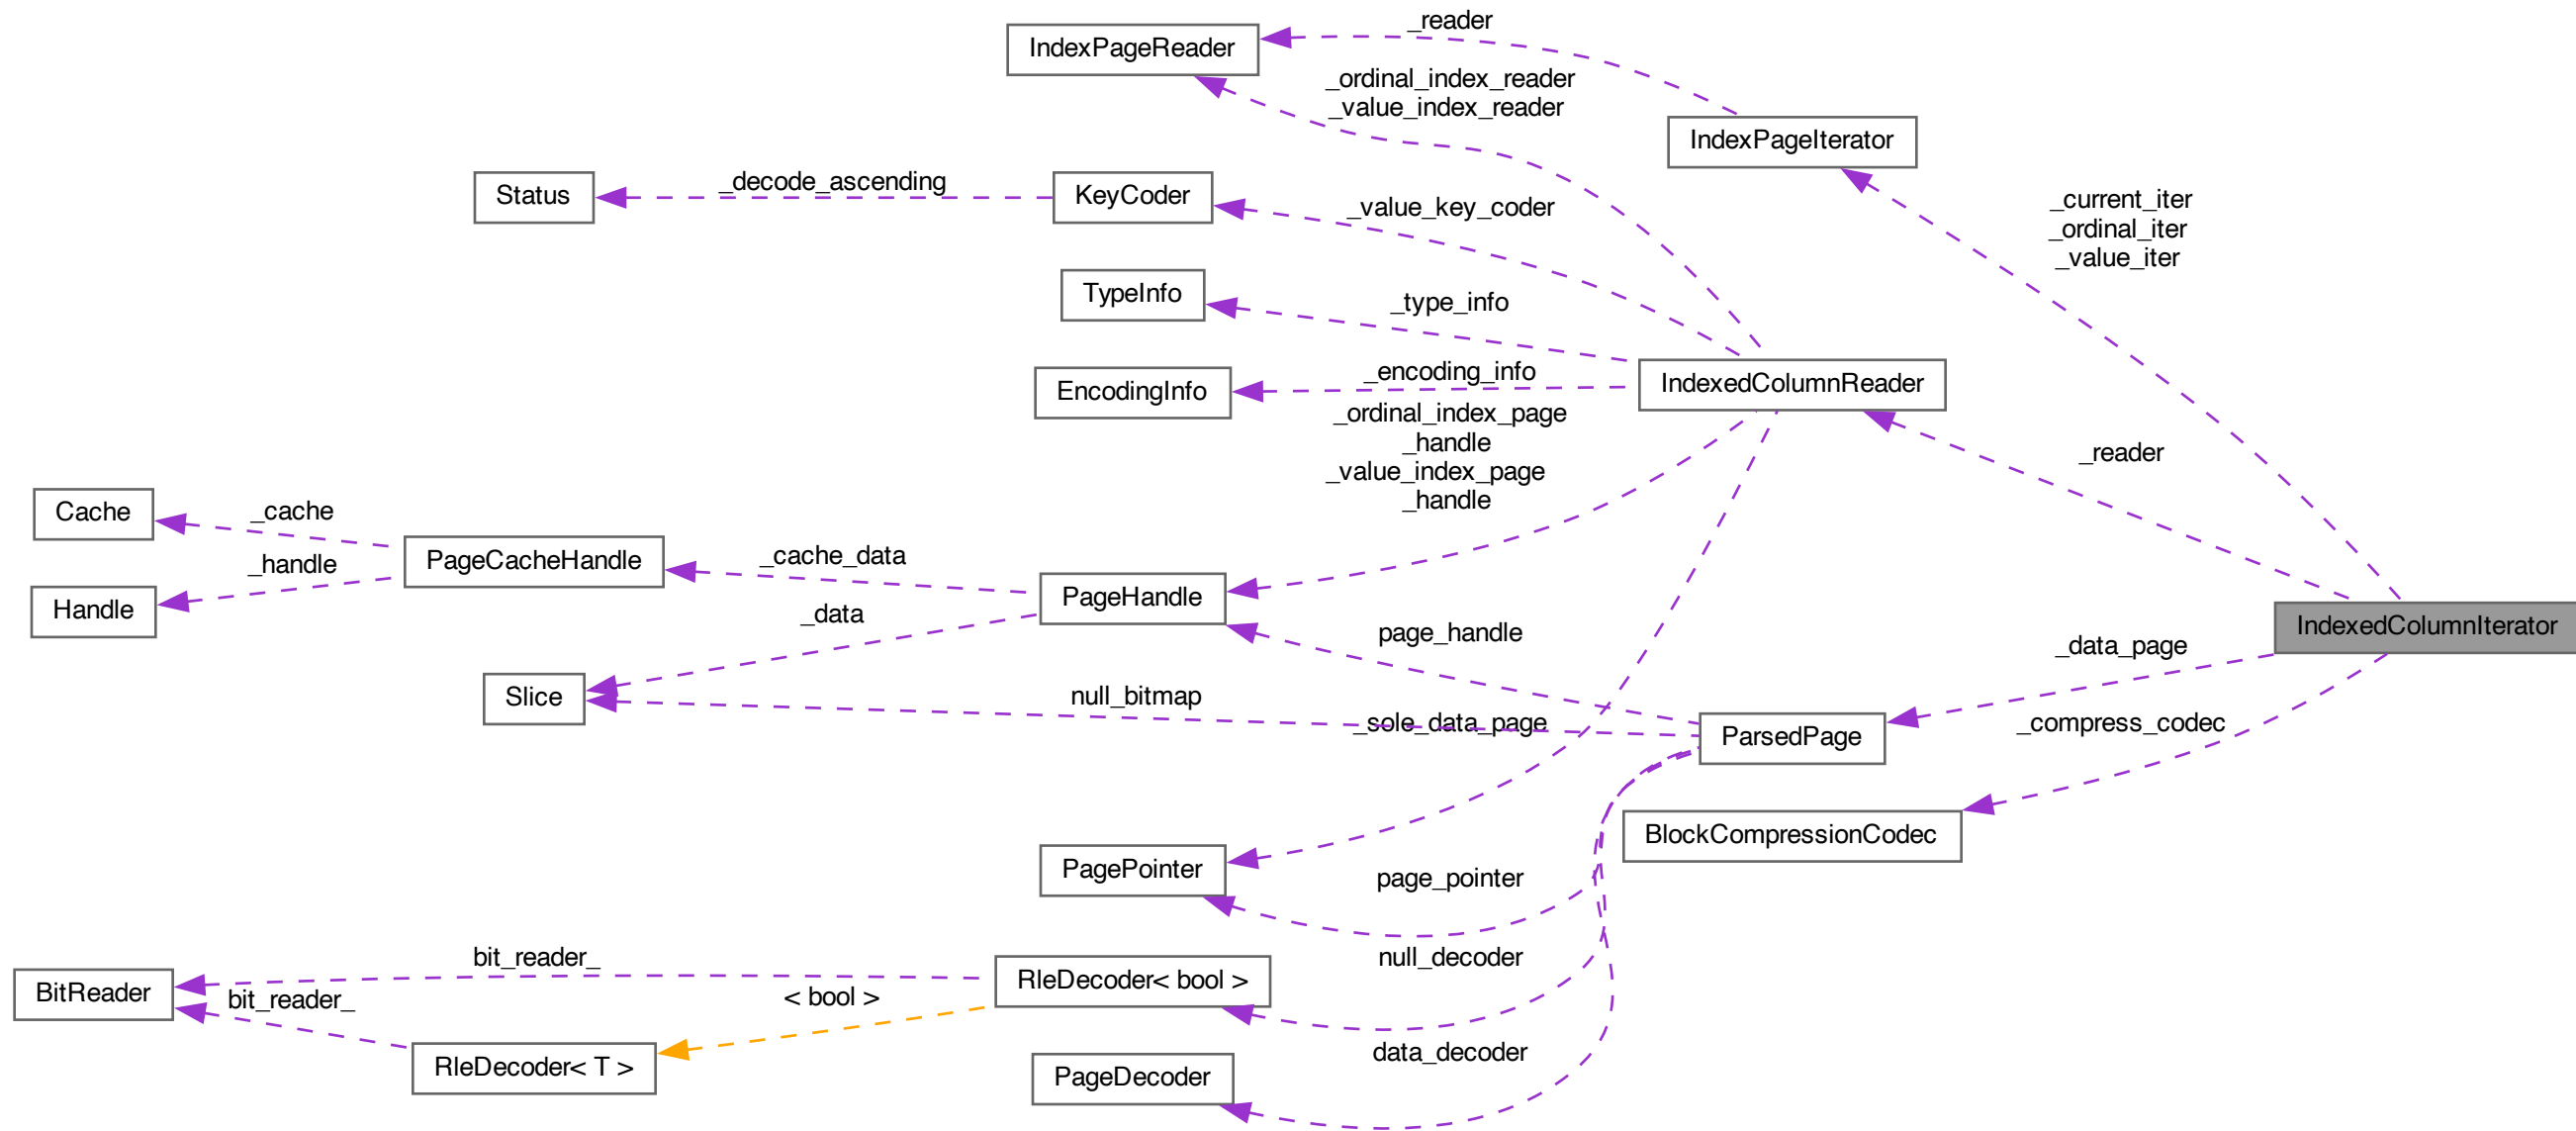 _reader
IndexPageReader
_ordinal_index_reader
_value_index_reader
IndexPageIterator
_decode_ascending
Status
KeyCoder
_value_key_coder
_current_iter
_ordinal_iter
_value_iter
TypeInfo
_type_info
_encoding_info
EncodingInfo
IndexedColumnReader
_ordinal_index_page
_handle
_value_index_page
_handle
_reader
Cache
_cache
PageCacheHandle
_cache_data
_handle
Handle
PageHandle
_data
page_handle
IndexedColumnIterator
_data_page
Slice
null_bitmap
_sole_data_page
ParsedPage
_compress_codec
BlockCompressionCodec
PagePointer
page_pointer
bit_reader_
null_decoder
BitReader
bit_reader_
< bool >
RleDecoder< bool >
RleDecoder< T >
data_decoder
PageDecoder